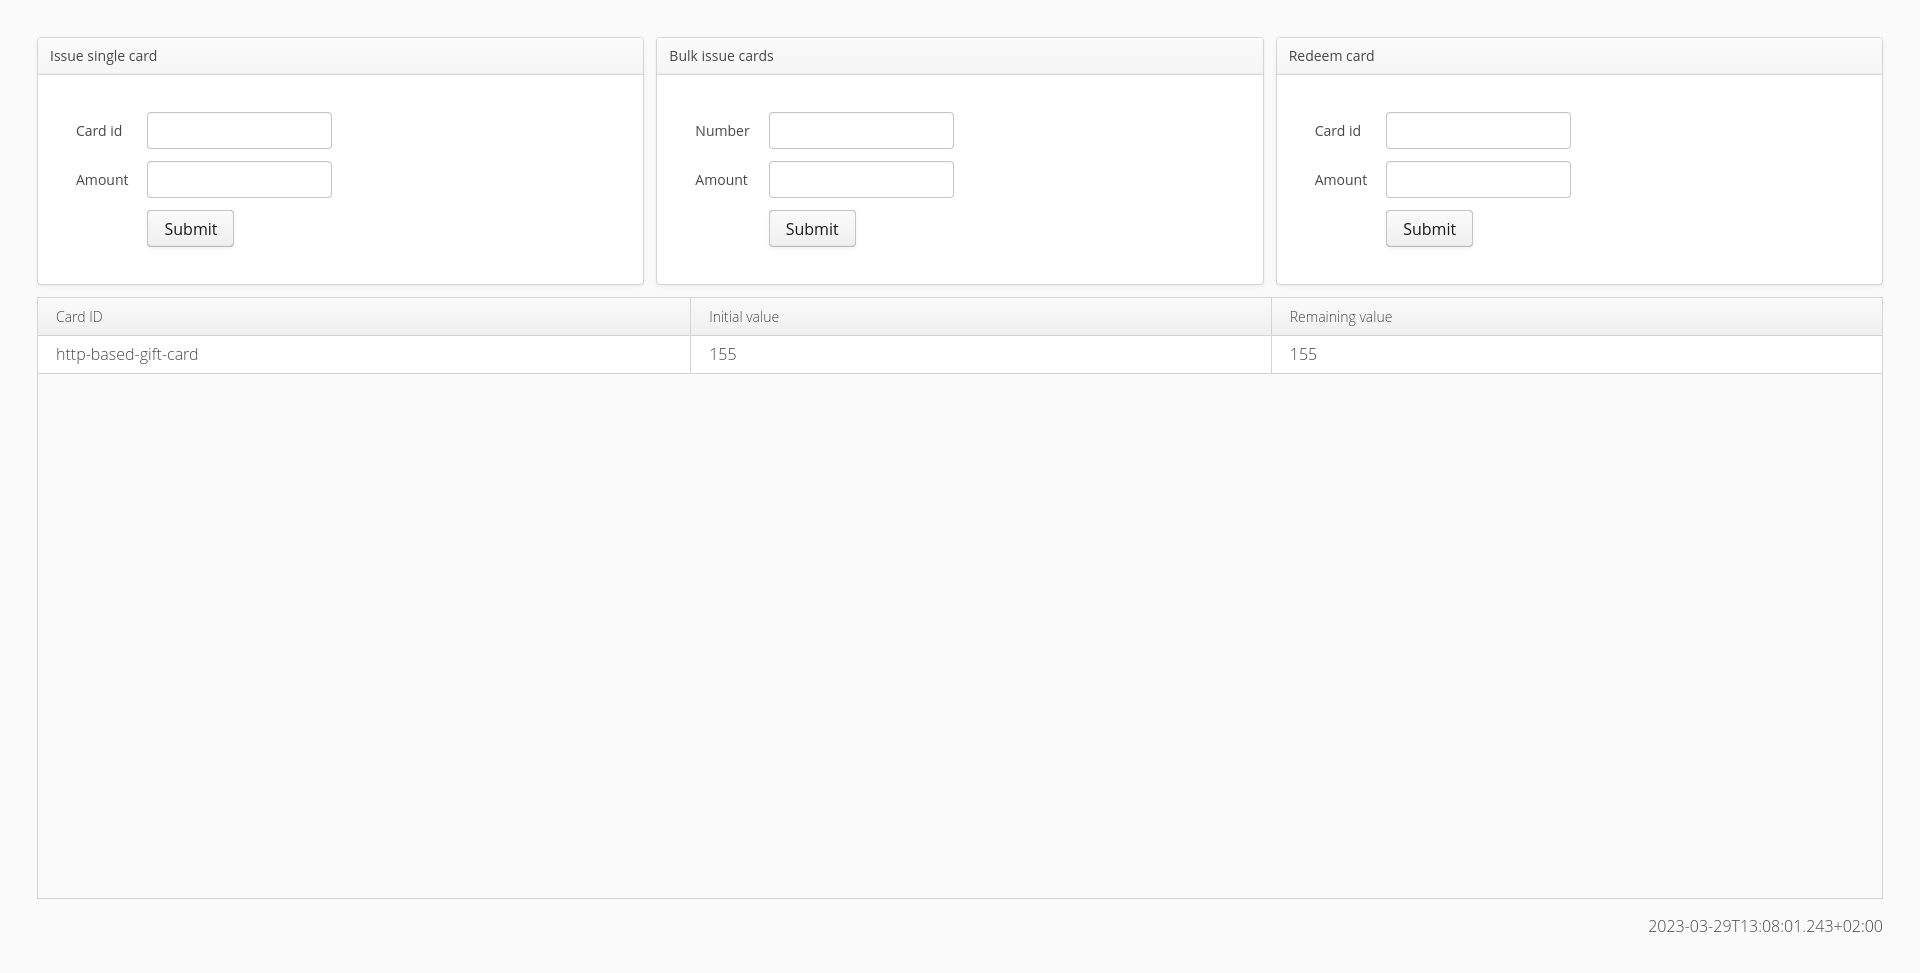 Issue single card
Card id
Amount
Submit
Bulk issue cards
Number
Amount
Submit
Redeem card
Card id
Amount
Submit
Card ID Initial value Remaining value
http-based-gift-card 155 155
2023-03-29T13:08:01.243+02:00